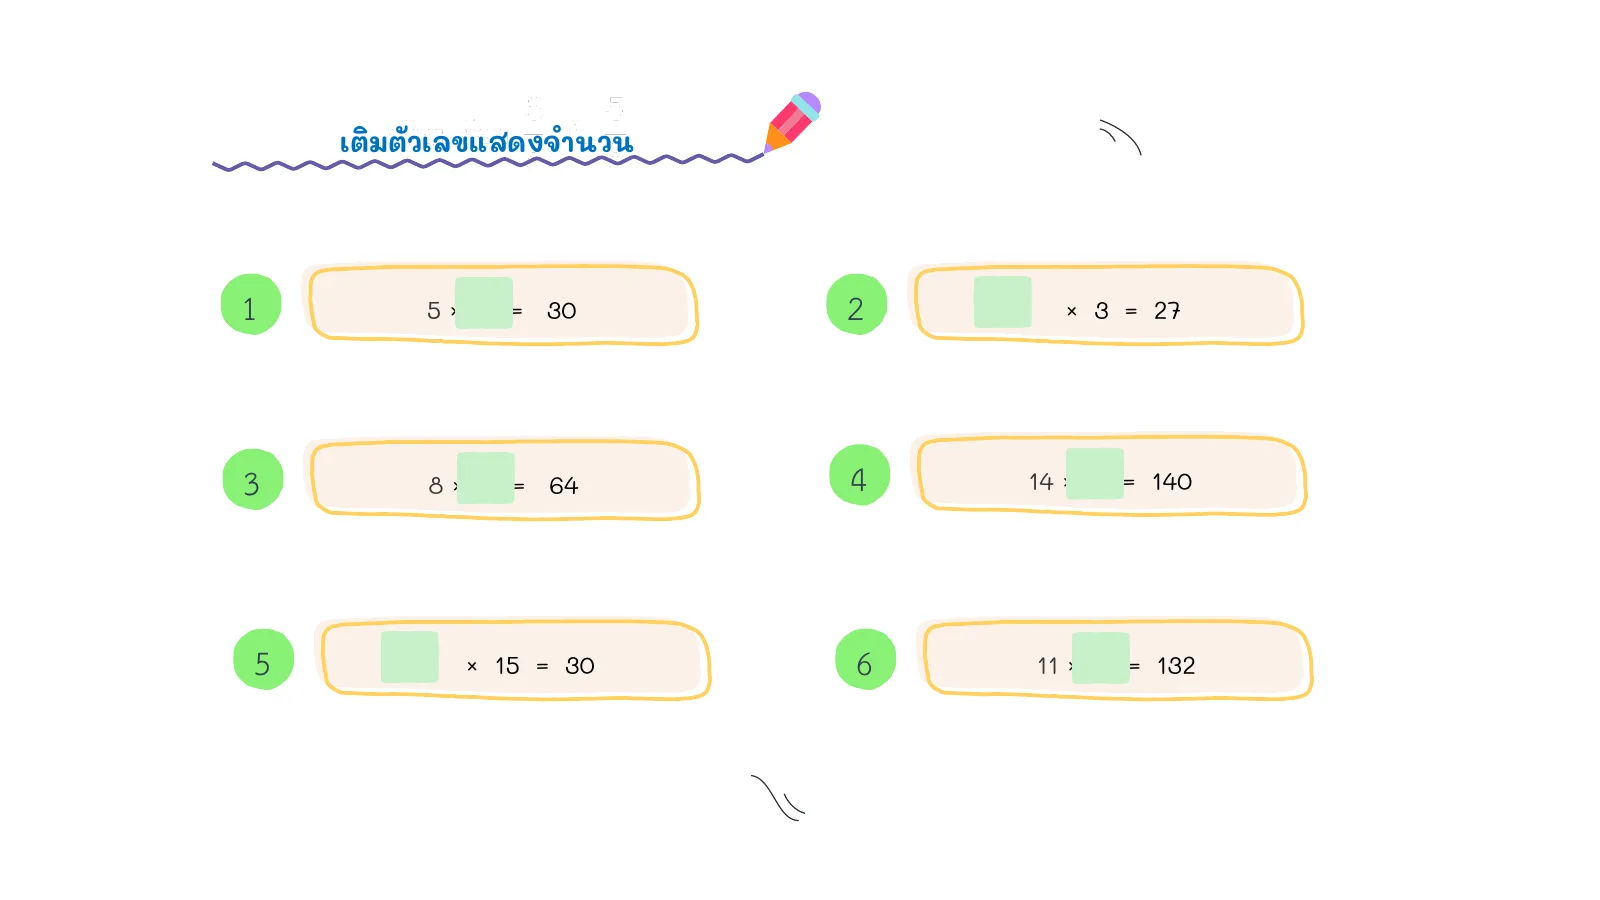 เติมตัวเลขแสดงจำนวน
1 5 × = 30
2 × 3 = 27
3 8 × = 64
4 14 × = 140
5 × 15 = 30
6 11 × = 132